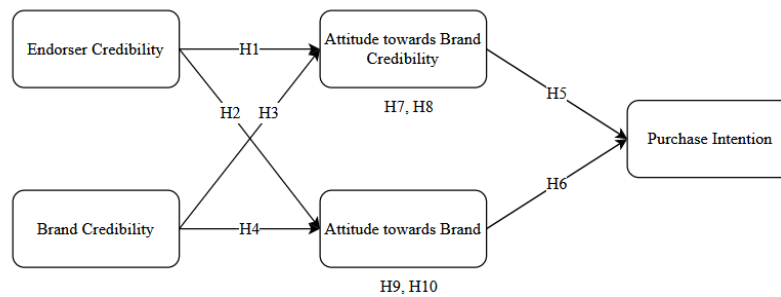 Endorser Credibility
H1
Attitude towards Brand
Credibility
H2
H3
H7, H8
H5
Purchase Intention
Brand Credibility
H4
Attitude towards Brand
H6
H9, H10